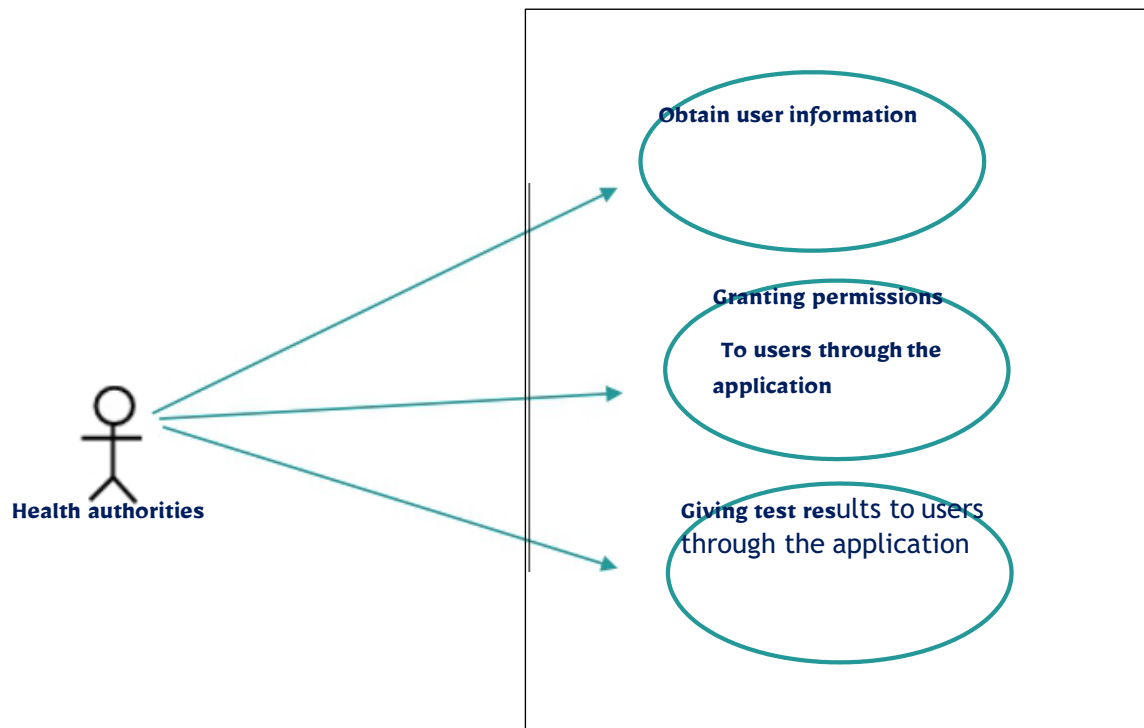 Obtain user information
Granting permissions
To users through the
application
Health authorities
Giving test results to users
through the application